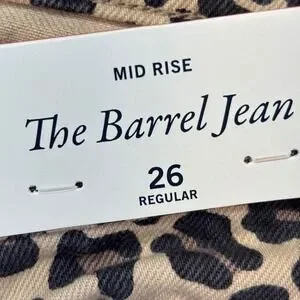 MID RISE
The Barrel Jean
26
REGULAR